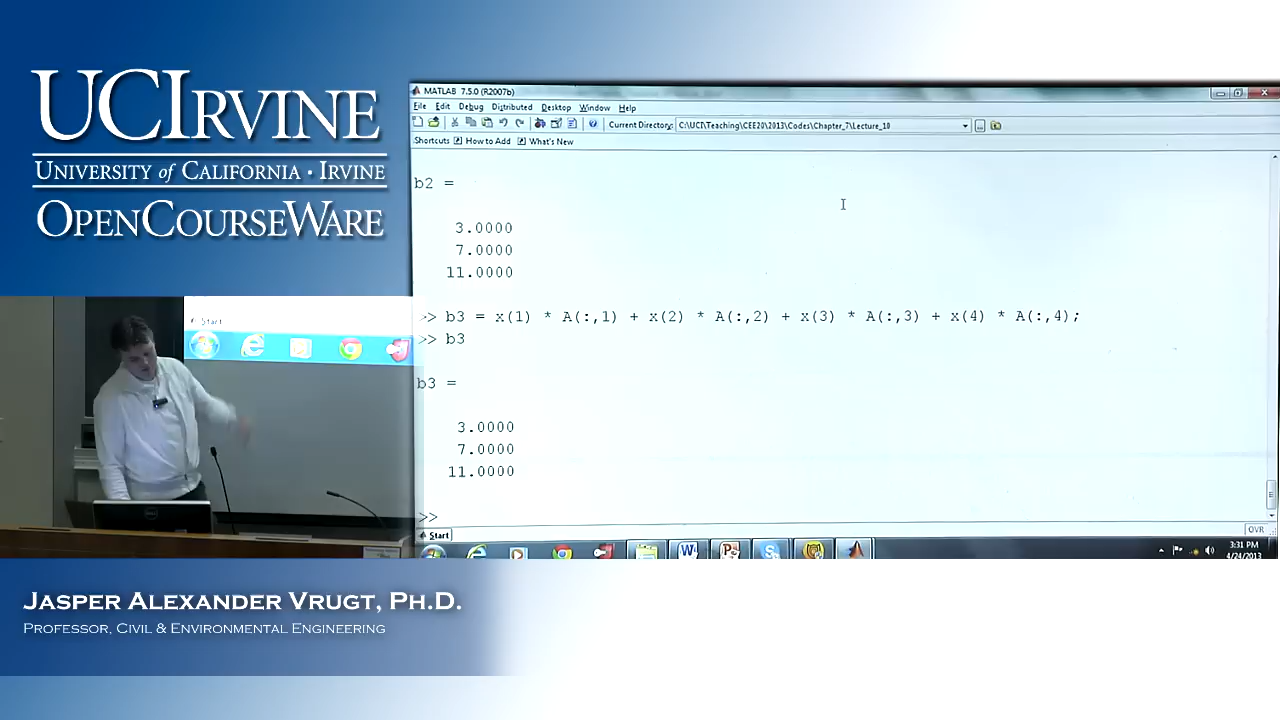 UCIRVINE
UNIVERSITY of CALIFORNIA · IRVINE
OPENCOURSEWARE
MATLAB 7.5.0 (R2007b)
File Edit Debug Distributed Desktop Window Help
Current Directory: C:\UCI\Teaching\CEE20\2013\Codes\Chapter_7\Lecture_10
Shortcuts How to Add What's New
b2 =
3.0000
7.0000
11.0000
>> b3 = x(1) * A(:,1) + x(2) * A(:,2) + x(3) * A(:,3) + x(4) * A(:,4);
>> b3
b3 =
3.0000
7.0000
11.0000
>>
Start
OVR
3:31 PM
4/24/2013
Start
JASPER ALEXANDER VRUGT, PH.D.
PROFESSOR, CIVIL & ENVIRONMENTAL ENGINEERING